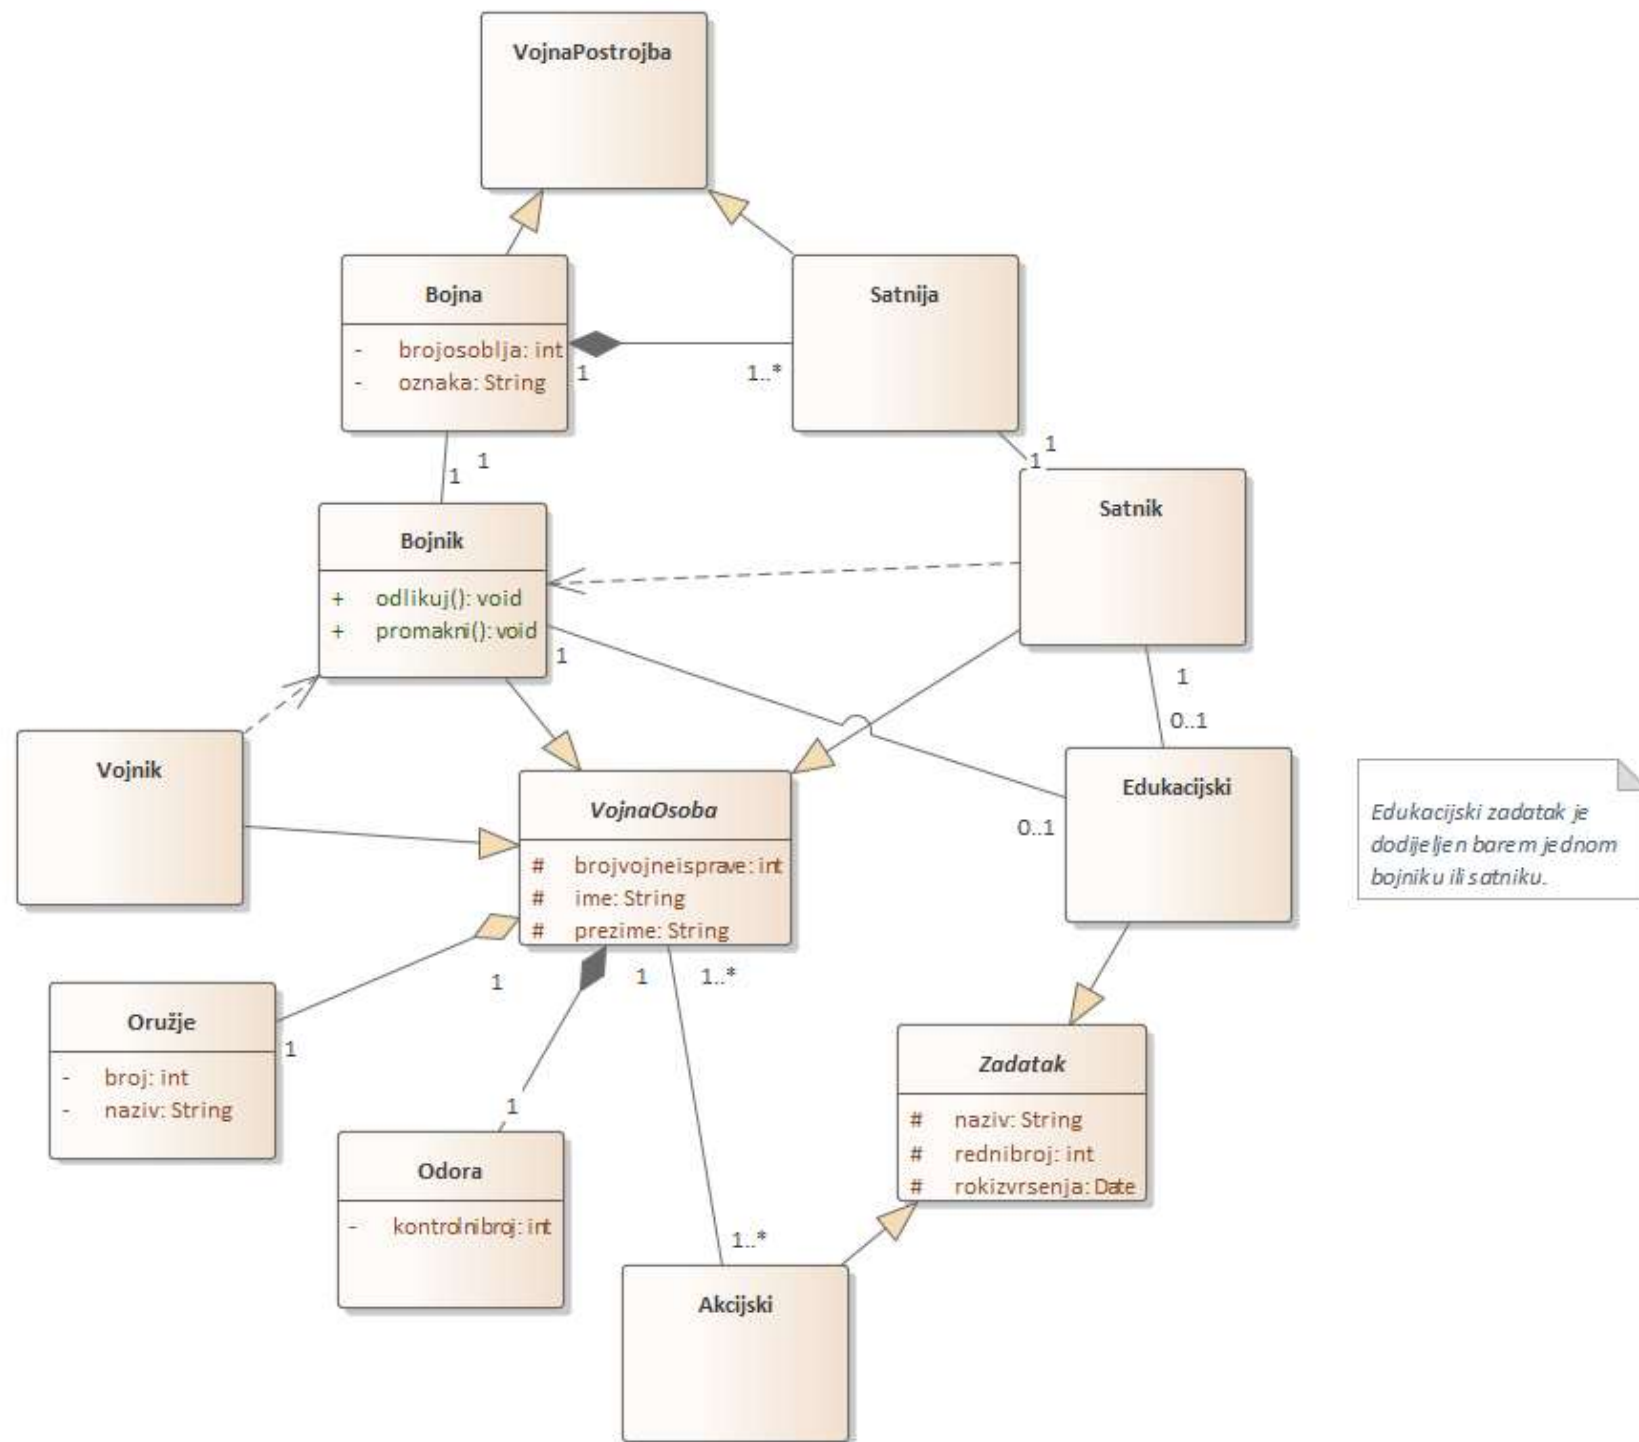 VojnaPostrojba
Bojna
- brojosoblja: int
- oznaka: String
Satnija
1
1..*
1
1
1
1
Bojnik
+ odlikuj(): void
+ promakni(): void
Satnik
1
1
0..1
Vojnik
VojnaOsoba
# brojvojneisprave: int
# ime: String
# prezime: String
Edukacijski
0..1
Edukacijski zadatak je
dodijeljen barem jednom
bojniku ili satniku.
1
1
1..*
Oružje
- broj: int
- naziv: String
1
Zadatak
# naziv: String
# rednibroj: int
# rokizvrsenja: Date
1
Odora
- kontrolnibroj: int
1..*
Akcijski